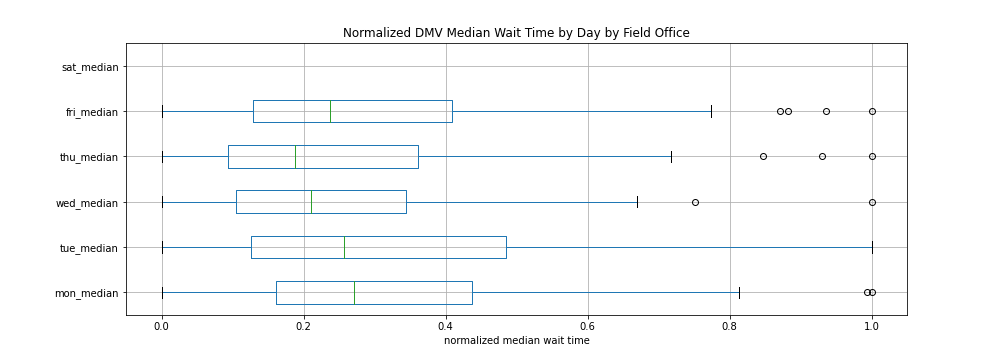 Normalized DMV Median Wait Time by Day by Field Office
sat_median
fri_median
thu_median
wed_median
tue_median
mon_median
0.0 0.2 0.4 0.6 0.8 1.0
normalized median wait time